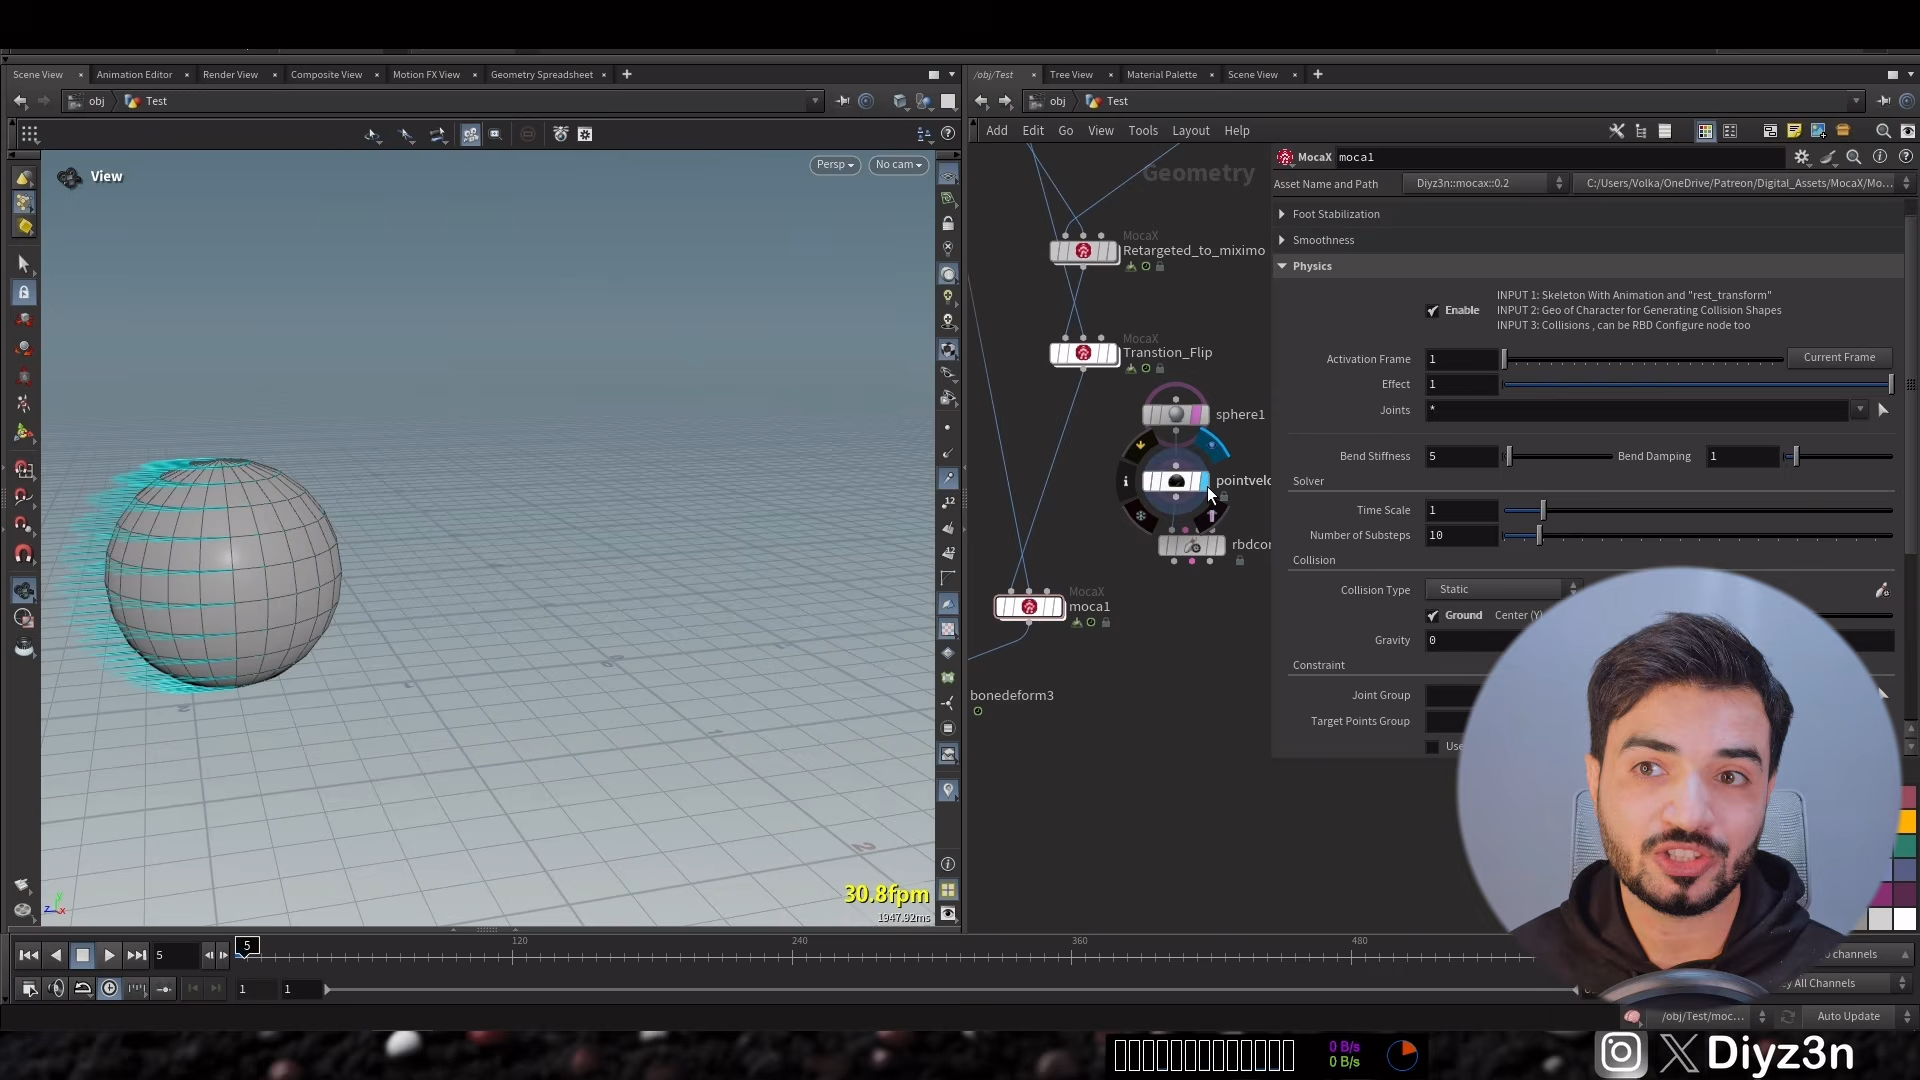 Scene View
Animation Editor
Render View
Composite View
Motion FX View
Geometry Spreadsheet
obj
Test
View
Persp
No cam
30.8fpm
1947.92ms
/obj/Test
Tree View
Material Palette
Scene View
obj
Test
Add
Edit
Go
View
Tools
Layout
Help
Geometry
MocaX
Retargeted_to_miximo
MocaX
Transtion_Flip
sphere1
pointvelo
rbdcon
MocaX
moca1
bonedeform3
MocaX
moca1
Asset Name and Path
Diyz3n::mocax::0.2
C:/Users/Volka/OneDrive/Patreon/Digital_Assets/MocaX/Mo...
Foot Stabilization
Smoothness
Physics
Enable
INPUT 1: Skeleton With Animation and "rest_transform"
INPUT 2: Geo of Character for Generating Collision Shapes
INPUT 3: Collisions , can be RBD Configure node too
Activation Frame
1
Current Frame
Effect
1
Joints
*
Bend Stiffness
5
Bend Damping
1
Solver
Time Scale
1
Number of Substeps
10
Collision
Collision Type
Static
Ground
Center (Y)
Gravity
0
Constraint
Joint Group
Target Points Group
Use
12
12
5
5
120
240
360
480
1
1
channels
All Channels
/obj/Test/moc...
Auto Update
0 B/s
0 B/s
Diyz3n